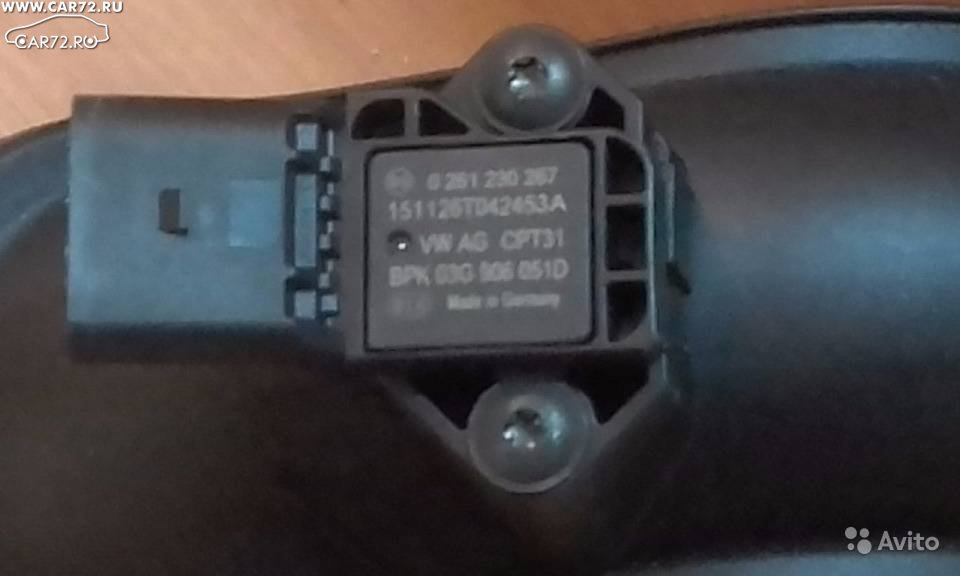 WWW.CAR72.RU
CAR72.RU
0 261 230 267
151126T042453A
VW AG CPT31
BPK 03G 906 051D
Made in Germany
Avito